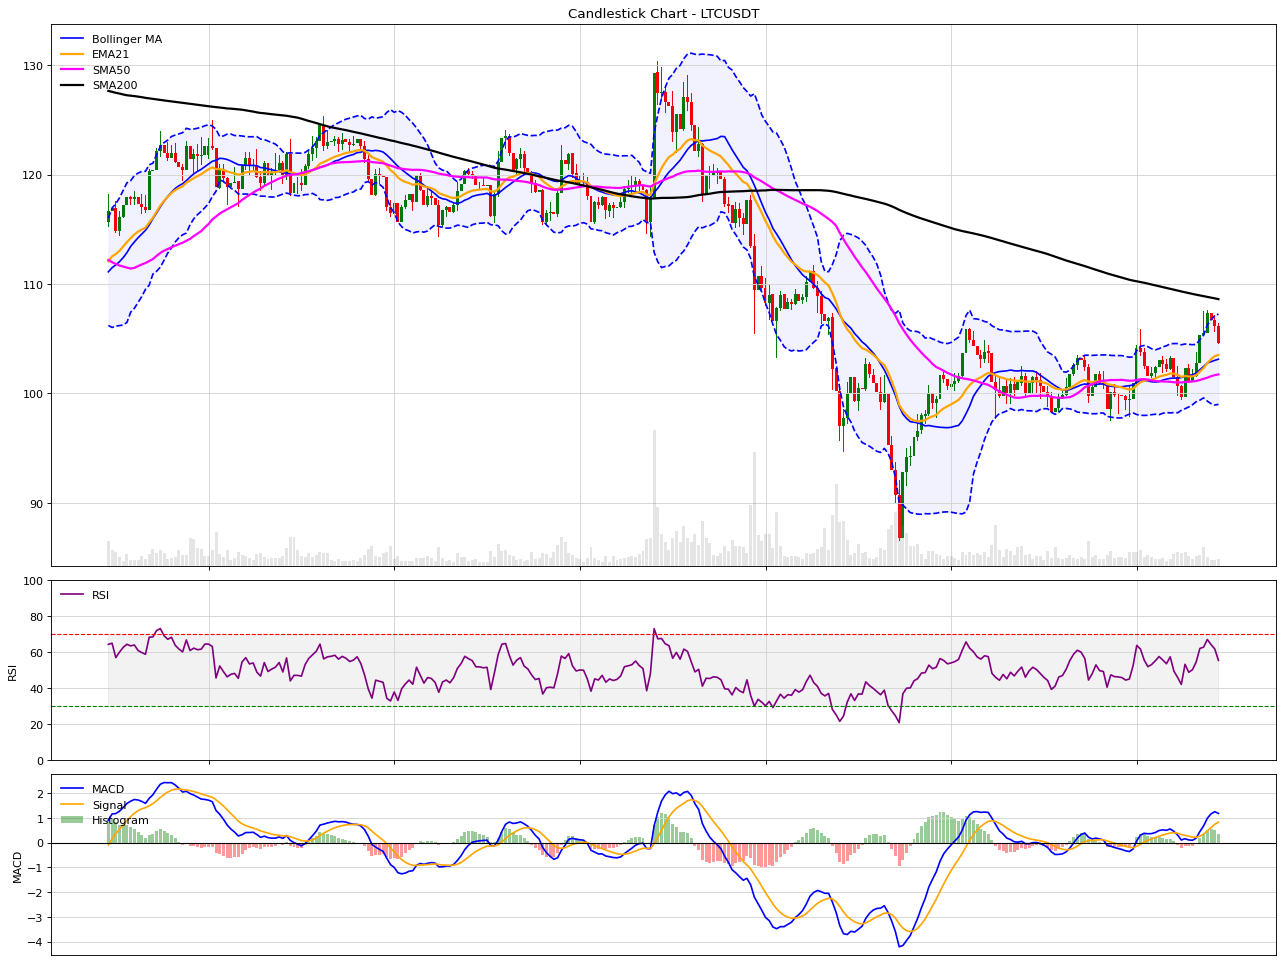 Candlestick Chart - LTCUSDT
Bollinger MA
EMA21
SMA50
SMA200
130
120
110
100
90
RSI
RSI
100
80
60
40
20
0
MACD
Signal
Histogram
MACD
2
1
0
−1
−2
−3
−4